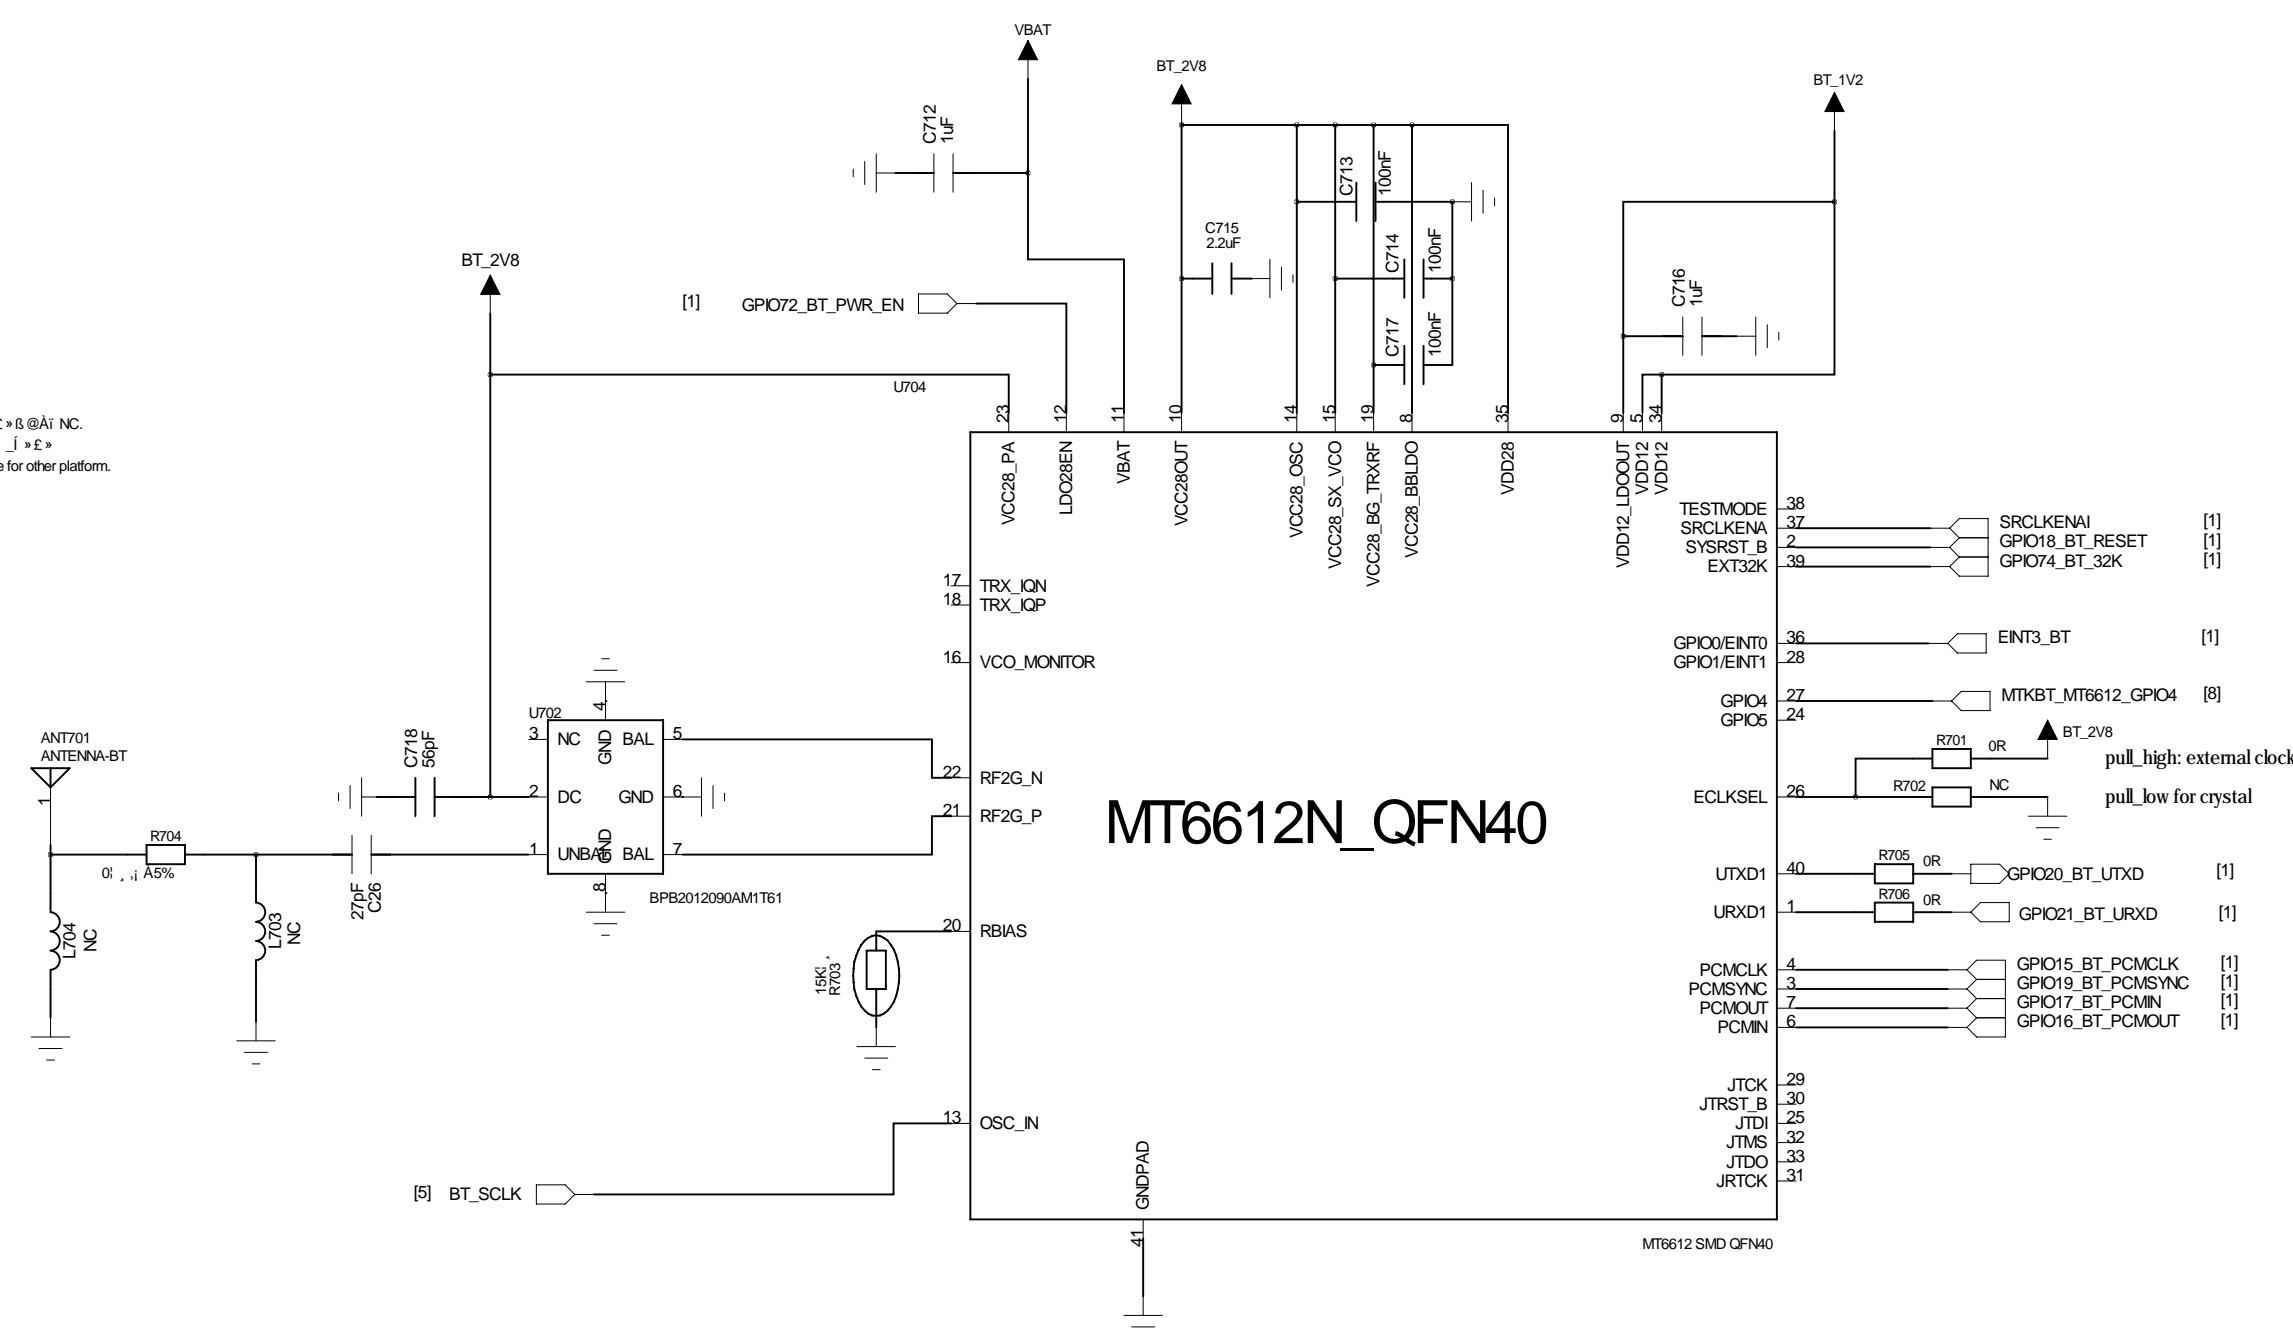 VBAT
BT_2V8
BT_1V2
C712
1uF
C713
100nF
C715
2.2uF
C714
100nF
C716
1uF
C717
100nF
BT_2V8
[1] GPIO72_BT_PWR_EN
U704
NC.
e for other platform.
23
12
11
10
14
15
19
8
35
9
5
34
VCC28_PA
LDO28EN
VBAT
VCC28OUT
VCC28_OSC
VCC28_SX_VCO
VCC28_BG_TRXRF
VCC28_BBLDO
VDD28
VDD12_LDOOUT
VDD12
VDD12
TESTMODE 38
SRCLKENA 37 SRCLKENAI [1]
SYSRST_B 2 GPIO18_BT_RESET [1]
EXT32K 39 GPIO74_BT_32K [1]
17 TRX_IQN
18 TRX_IQP
GPIO0/EINT0 36 EINT3_BT [1]
GPIO1/EINT1 28
16 VCO_MONITOR
GPIO4 27 MTKBT_MT6612_GPIO4 [8]
GPIO5 24
U702
4
3 NC GND BAL 5
2 DC GND 6
1 UNBAL GND BAL 7
8
BPB2012090AM1T61
ANT701
ANTENNA-BT
1
C718
56pF
R704
5%
27pF
C26
L704
NC
L703
NC
22 RF2G_N
21 RF2G_P
MT6612N_QFN40
BT_2V8
R701 0R
pull_high: external clock
ECLKSEL 26 R702 NC
pull_low for crystal
UTXD1 40 R705 0R GPIO20_BT_UTXD [1]
URXD1 1 R706 0R GPIO21_BT_URXD [1]
20 RBIAS
R703
PCMCLK 4 GPIO15_BT_PCMCLK [1]
PCMSYNC 3 GPIO19_BT_PCMSYNC [1]
PCMOUT 7 GPIO17_BT_PCMIN [1]
PCMIN 6 GPIO16_BT_PCMOUT [1]
JTCK 29
JTRST_B 30
JTDI 25
JTMS 32
JTDO 33
JRTCK 31
13 OSC_IN
[5] BT_SCLK
GNDPAD
41
MT6612 SMD QFN40